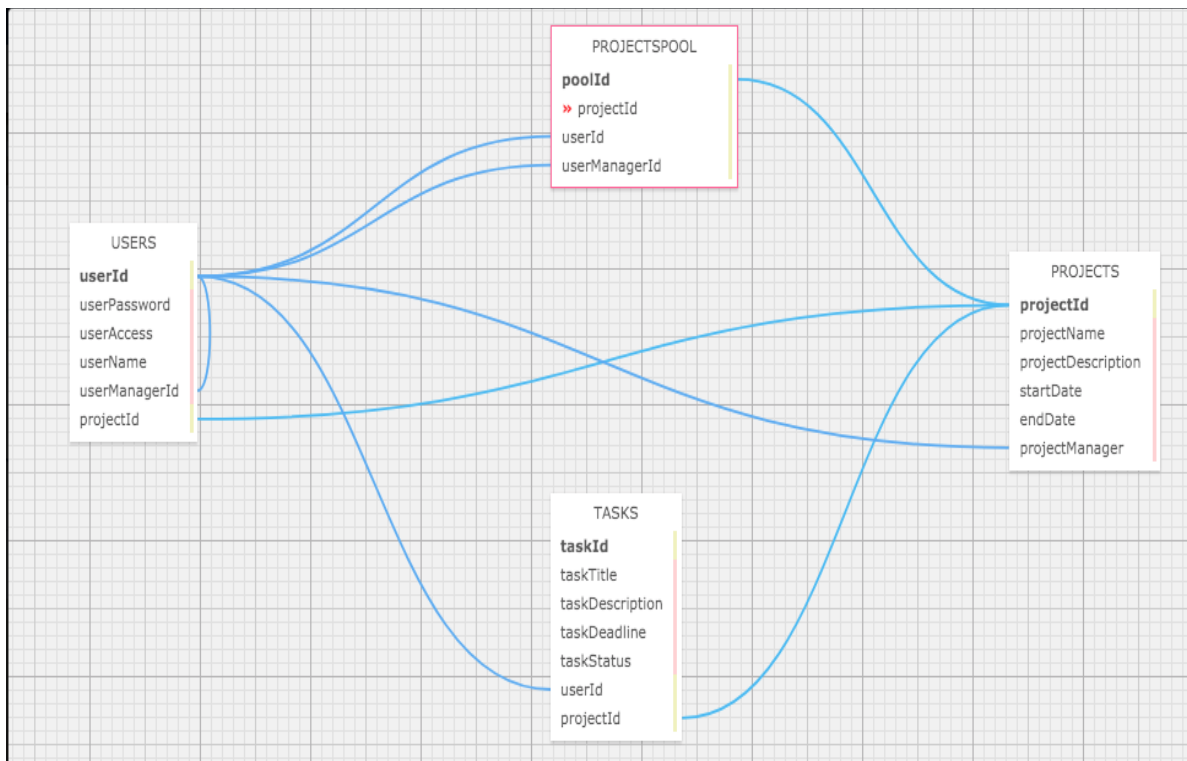 PROJECTSPOOL
poolId
» projectId
userId
userManagerId
USERS
userId
userPassword
userAccess
userName
userManagerId
projectId
PROJECTS
projectId
projectName
projectDescription
startDate
endDate
projectManager
TASKS
taskId
taskTitle
taskDescription
taskDeadline
taskStatus
userId
projectId